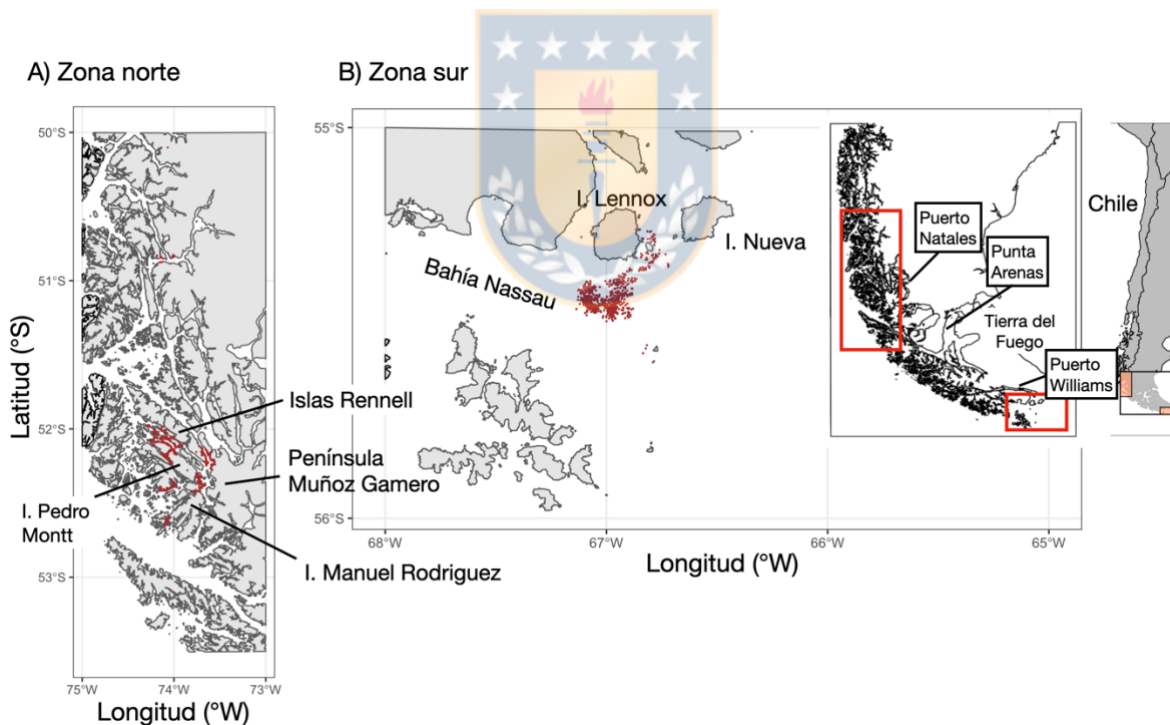 A) Zona norte
B) Zona sur
50°S
51°S
52°S
53°S
Latitud (°S)
Islas Rennell
Península
Muñoz Gamero
I. Pedro
Montt
I. Manuel Rodriguez
75°W
74°W
73°W
Longitud (°W)
55°S
56°S
I. Lennox
I. Nueva
Bahía Nassau
68°W
67°W
66°W
65°W
Longitud (°W)
Puerto
Natales
Punta
Arenas
Tierra del
Fuego
Puerto
Williams
Chile